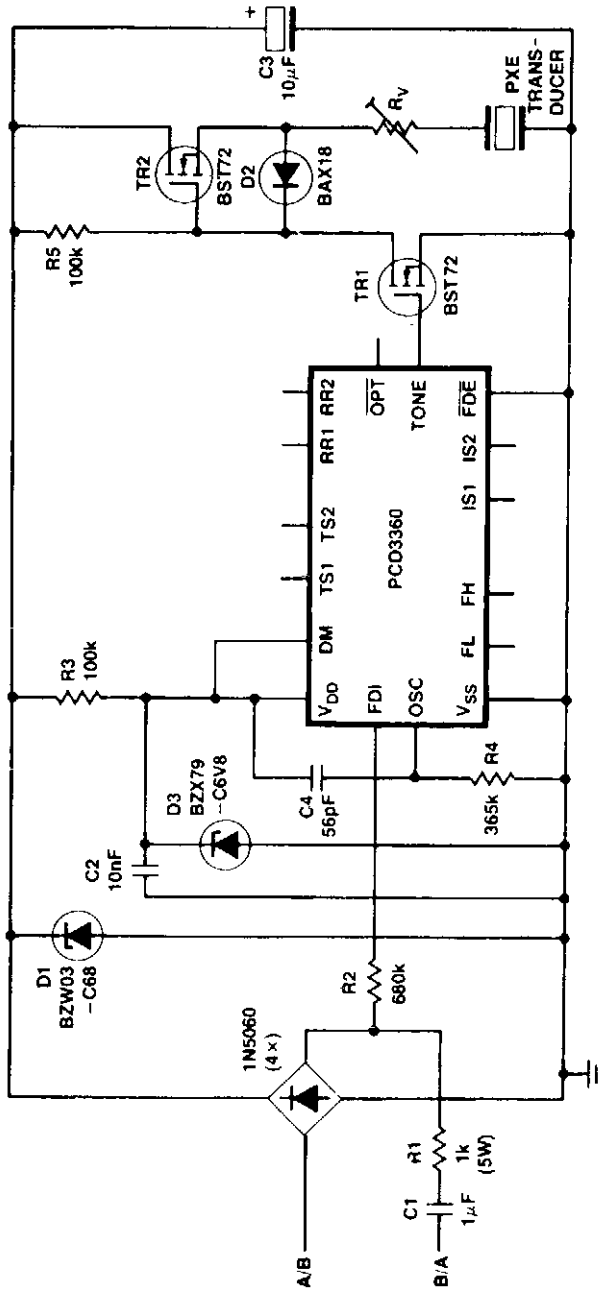 A/B
B/A
C1
1μF
R1
1k
(5W)
1N5060
(4×)
D1
BZW03
-C68
R2
680k
C2
10nF
D3
BZX79
-C6V8
R3
100k
C4
56pF
R4
365k
VDD
FDI
OSC
VSS
DM
TS1
TS2
RR1
RR2
PCD3360
FL
FH
IS1
IS2
FDE
OPT
TONE
R5
100k
TR1
BST72
TR2
BST72
D2
BAX18
RV
PXE
TRANS-
DUCER
C3
10μF
+